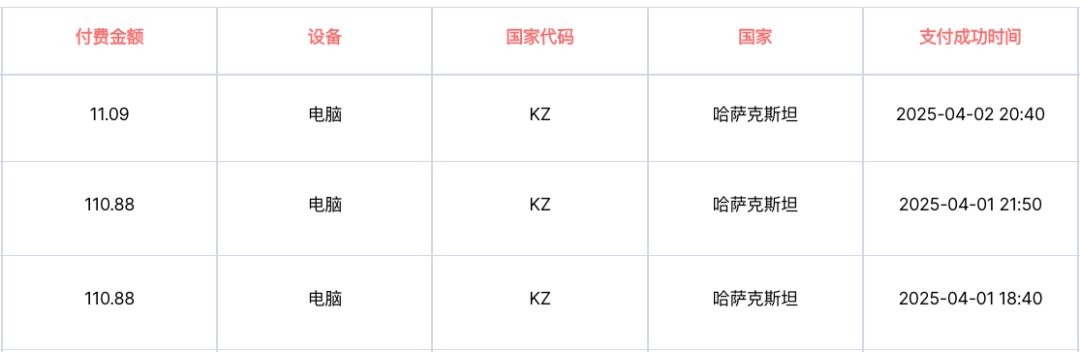 付费金额 设备 国家代码 国家 支付成功时间
11.09 电脑 KZ 哈萨克斯坦 2025-04-02 20:40
110.88 电脑 KZ 哈萨克斯坦 2025-04-01 21:50
110.88 电脑 KZ 哈萨克斯坦 2025-04-01 18:40